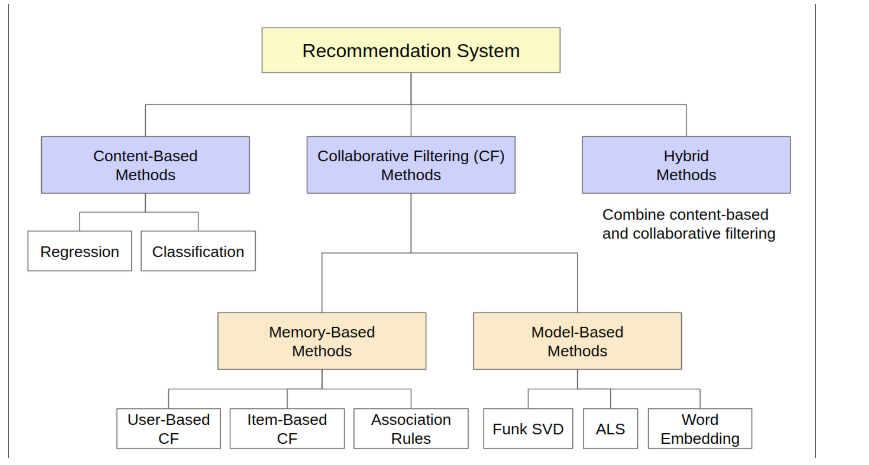 Recommendation System
Content-Based
Methods
Collaborative Filtering (CF)
Methods
Hybrid
Methods
Combine content-based
and collaborative filtering
Regression
Classification
Memory-Based
Methods
Model-Based
Methods
User-Based
CF
Item-Based
CF
Association
Rules
Funk SVD
ALS
Word
Embedding